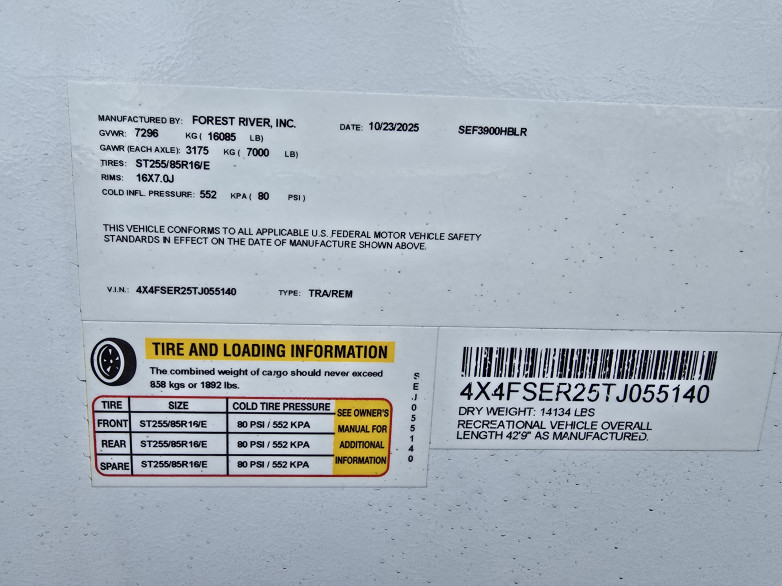 MANUFACTURED BY: FOREST RIVER, INC. DATE: 10/23/2025 SEF3900HBLR
GVWR: 7296 KG ( 16085 LB)
GAWR (EACH AXLE): 3175 KG ( 7000 LB)
TIRES: ST255/85R16/E
RIMS: 16X7.0J
COLD INFL. PRESSURE: 552 KPA ( 80 PSI )
THIS VEHICLE CONFORMS TO ALL APPLICABLE U.S. FEDERAL MOTOR VEHICLE SAFETY
STANDARDS IN EFFECT ON THE DATE OF MANUFACTURE SHOWN ABOVE.
V.I.N.: 4X4FSER25TJ055140 TYPE: TRA/REM
TIRE AND LOADING INFORMATION
The combined weight of cargo should never exceed
858 kgs or 1892 lbs.
TIRE SIZE COLD TIRE PRESSURE
FRONT ST255/85R16/E 80 PSI / 552 KPA
REAR ST255/85R16/E 80 PSI / 552 KPA
SPARE ST255/85R16/E 80 PSI / 552 KPA
SEE OWNER'S
MANUAL FOR
ADDITIONAL
INFORMATION
SEJ055140
4X4FSER25TJ055140
DRY WEIGHT: 14134 LBS
RECREATIONAL VEHICLE OVERALL
LENGTH 42'9" AS MANUFACTURED.